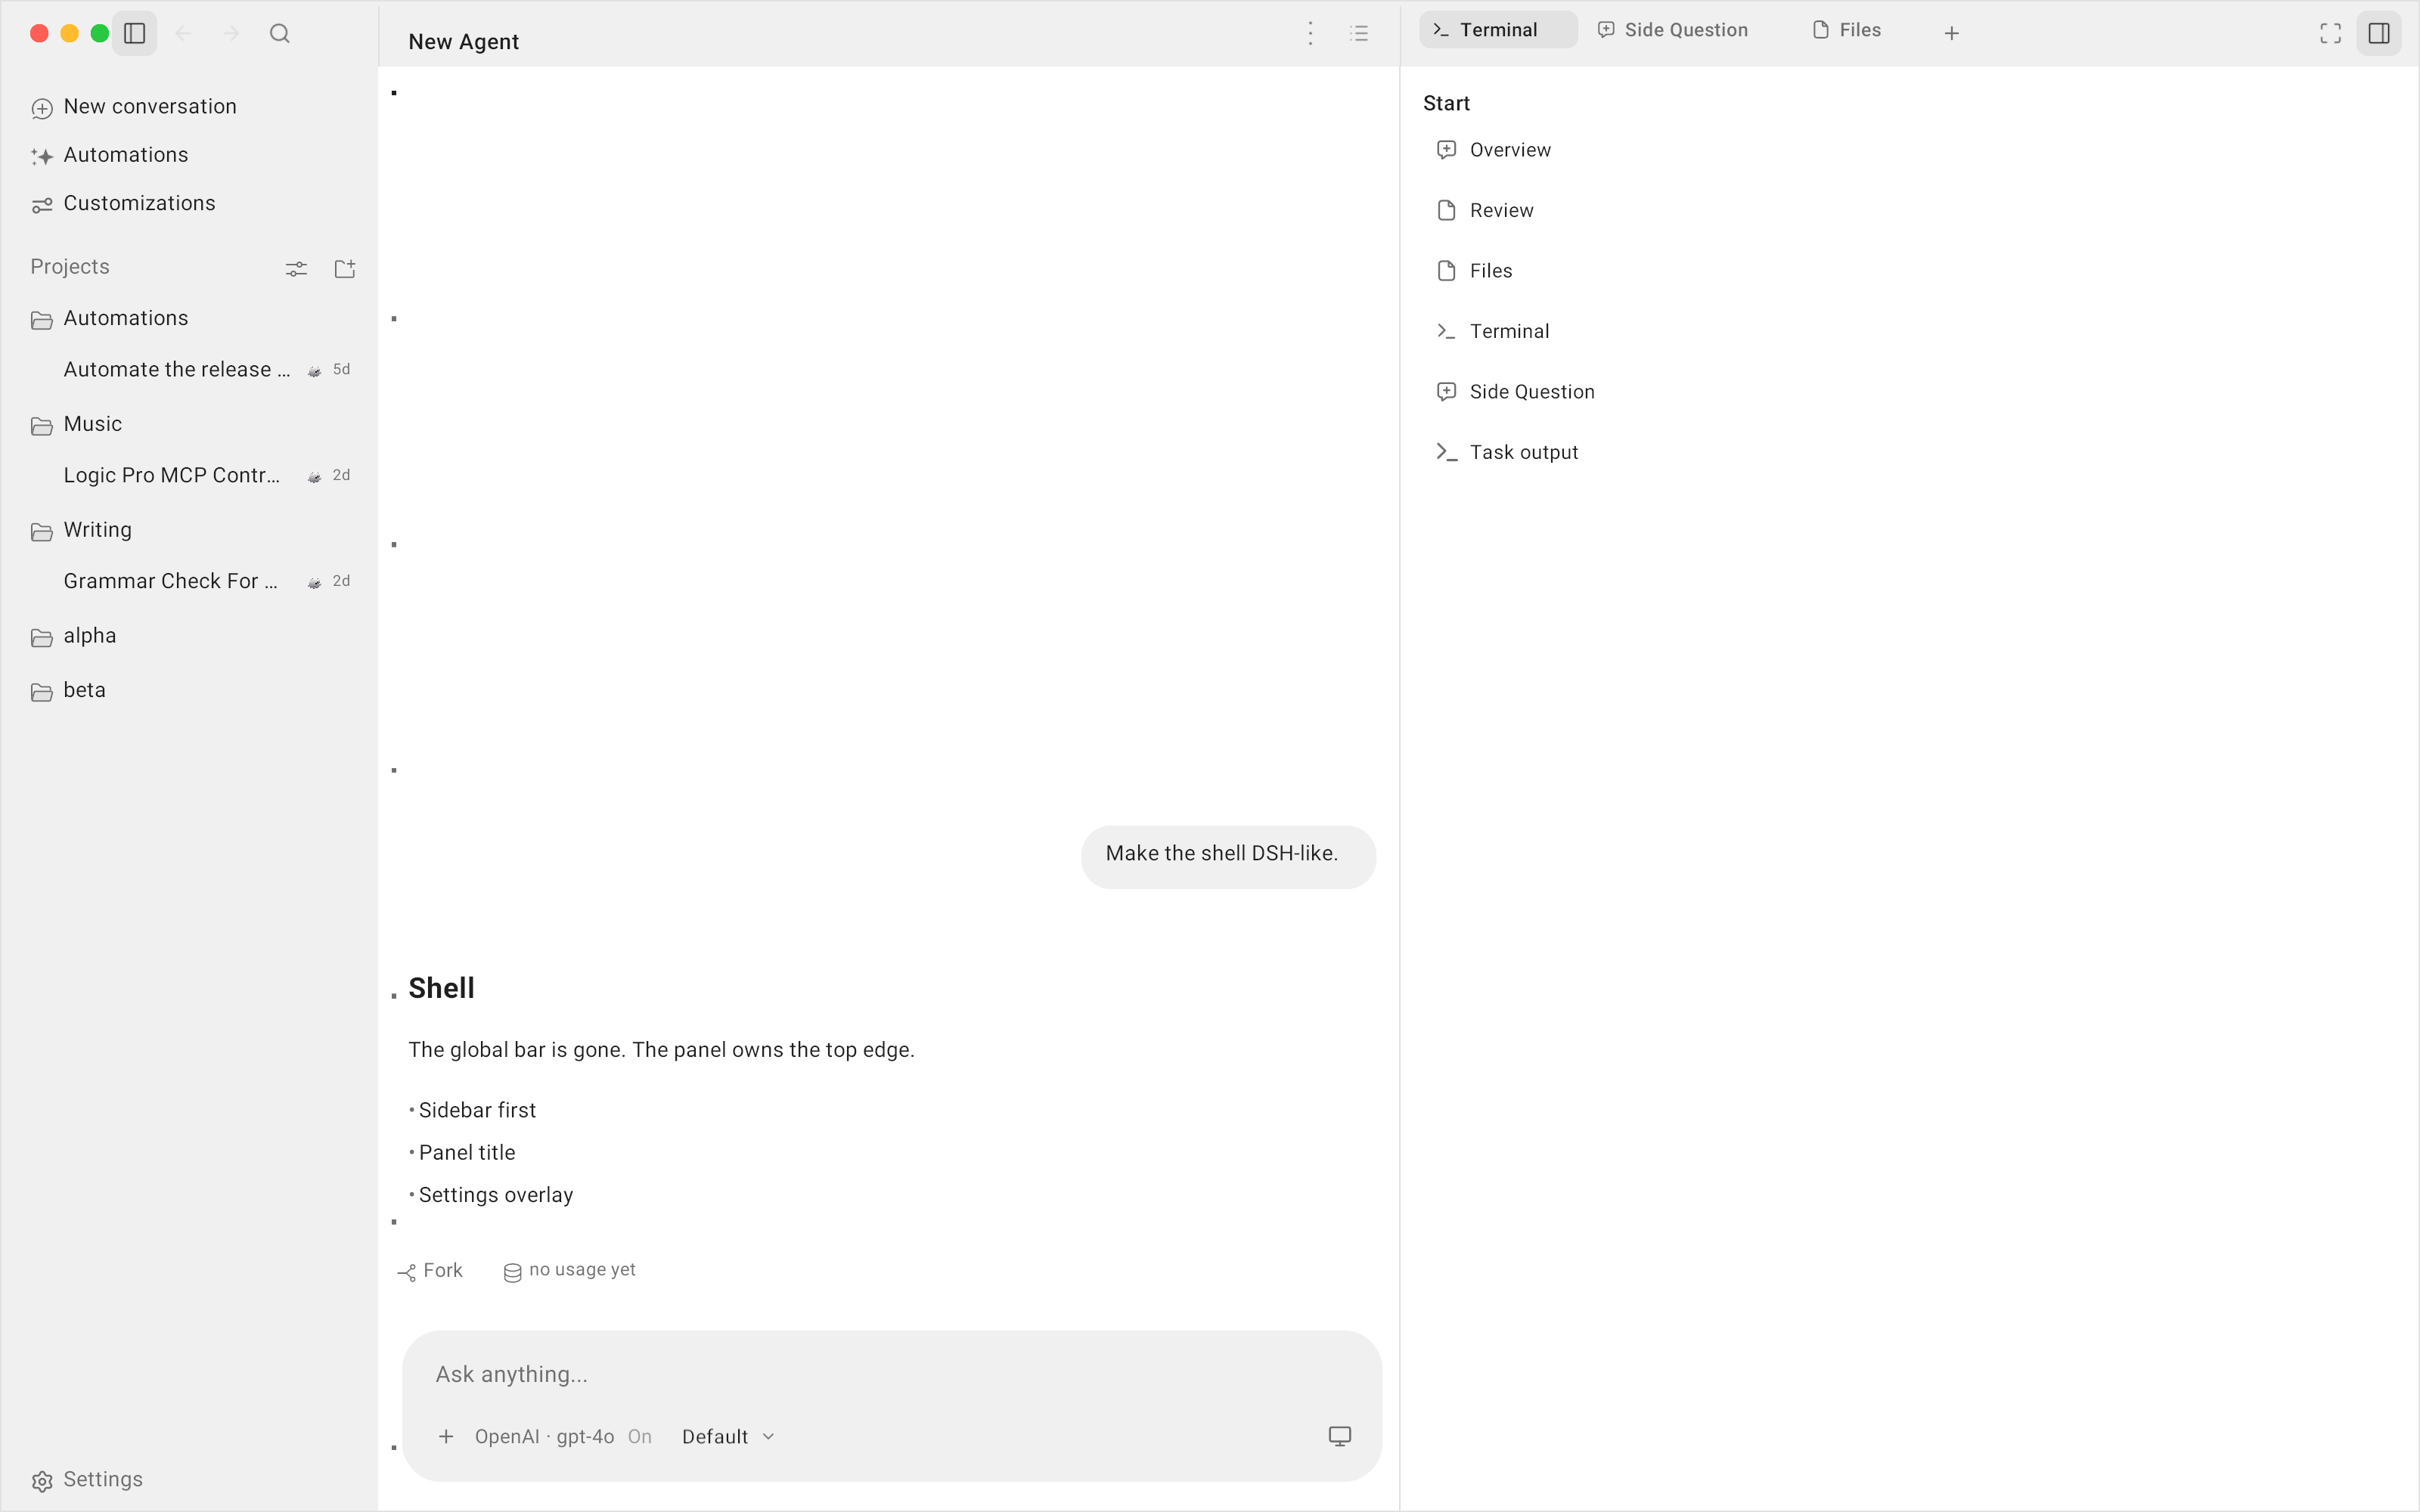 New Agent
Terminal
Side Question
Files
New conversation
Automations
Customizations
Projects
Automations
Automate the release ...
5d
Music
Logic Pro MCP Contr...
2d
Writing
Grammar Check For ...
2d
alpha
beta
Settings
Make the shell DSH-like.
Shell
The global bar is gone. The panel owns the top edge.
• Sidebar first
• Panel title
• Settings overlay
Fork
no usage yet
Ask anything...
OpenAI · gpt-4o On Default
Start
Overview
Review
Files
Terminal
Side Question
Task output